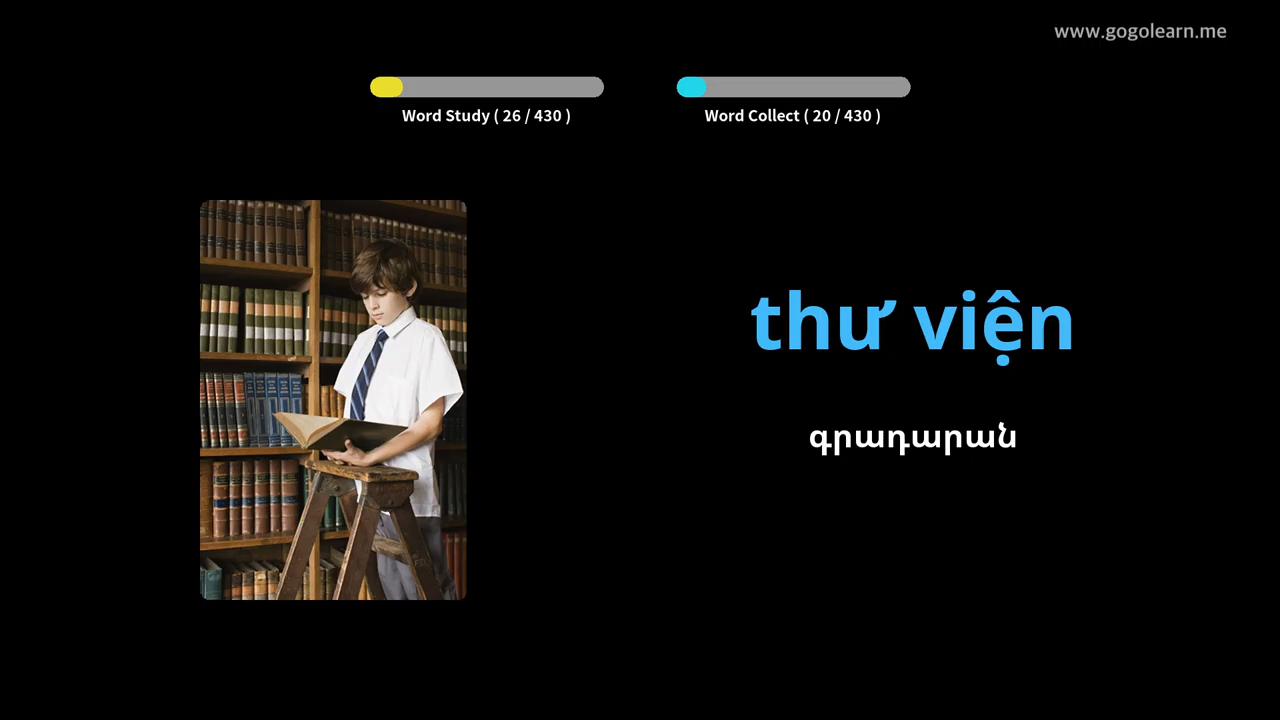 www.gogolearn.me
Word Study ( 26 / 430 )
Word Collect ( 20 / 430 )
thư viện
գրադարան